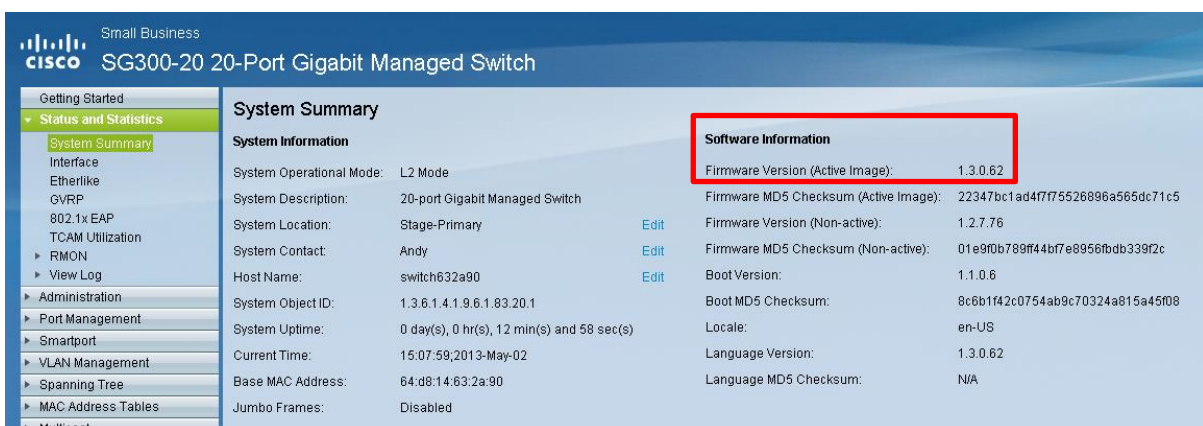 Small Business
cisco SG300-20 20-Port Gigabit Managed Switch
Getting Started
Status and Statistics
System Summary
Interface
Etherlike
GVRP
802.1x EAP
TCAM Utilization
RMON
View Log
Administration
Port Management
Smartport
VLAN Management
Spanning Tree
MAC Address Tables
System Summary
System Information
System Operational Mode: L2 Mode
System Description: 20-port Gigabit Managed Switch
System Location: Stage-Primary Edit
System Contact: Andy Edit
Host Name: switch632a90 Edit
System Object ID: 1.3.6.1.4.1.9.6.1.83.20.1
System Uptime: 0 day(s), 0 hr(s), 12 min(s) and 58 sec(s)
Current Time: 15:07:59;2013-May-02
Base MAC Address: 64:d8:14:63:2a:90
Jumbo Frames: Disabled
Software Information
Firmware Version (Active Image): 1.3.0.62
Firmware MD5 Checksum (Active Image): 22347bc1ad4f7f75526896a565dc71c5
Firmware Version (Non-active): 1.2.7.76
Firmware MD5 Checksum (Non-active): 01e9f0b789ff44bf7e8956fbdb339f2c
Boot Version: 1.1.0.6
Boot MD5 Checksum: 8c6b1f42c0754ab9c70324a815a45f08
Locale: en-US
Language Version: 1.3.0.62
Language MD5 Checksum: N/A